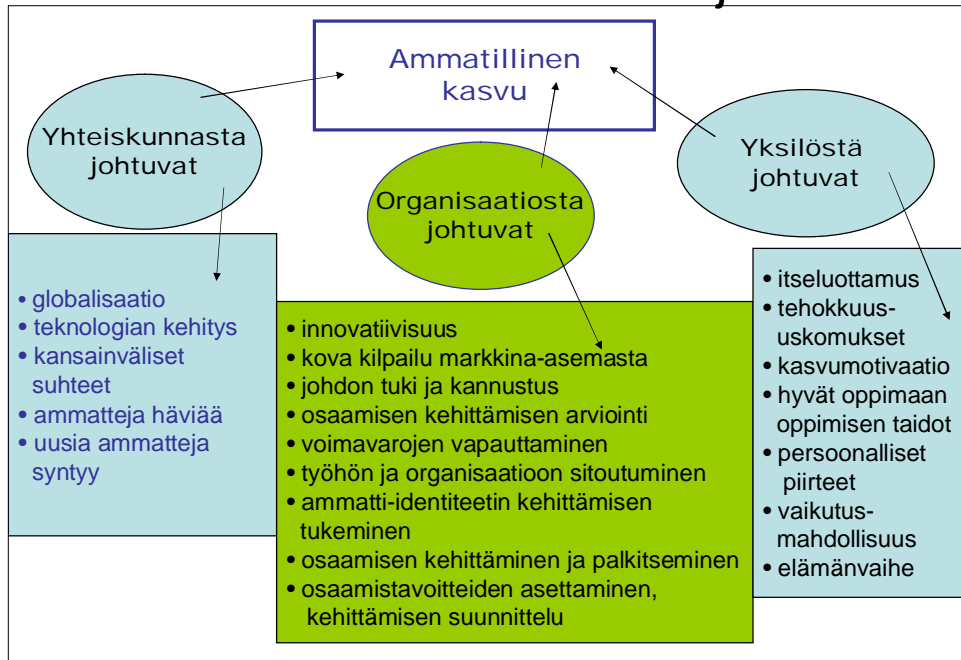 Ammatillinen
kasvu
Yhteiskunnasta
johtuvat
Organisaatiosta
johtuvat
Yksilöstä
johtuvat
• globalisaatio
• teknologian kehitys
• kansainväliset
suhteet
• ammatteja häviää
• uusia ammatteja
syntyy
• innovatiivisuus
• kova kilpailu markkina-asemasta
• johdon tuki ja kannustus
• osaamisen kehittämisen arviointi
• voimavarojen vapauttaminen
• työhön ja organisaatioon sitoutuminen
• ammatti-identiteetin kehittämisen
tukeminen
• osaamisen kehittäminen ja palkitseminen
• osaamistavoitteiden asettaminen,
kehittämisen suunnittelu
• itseluottamus
• tehokkuus-
uskomukset
• kasvumotivaatio
• hyvät oppimaan
oppimisen taidot
• persoonalliset
piirteet
• vaikutus-
mahdollisuus
• elämänvaihe